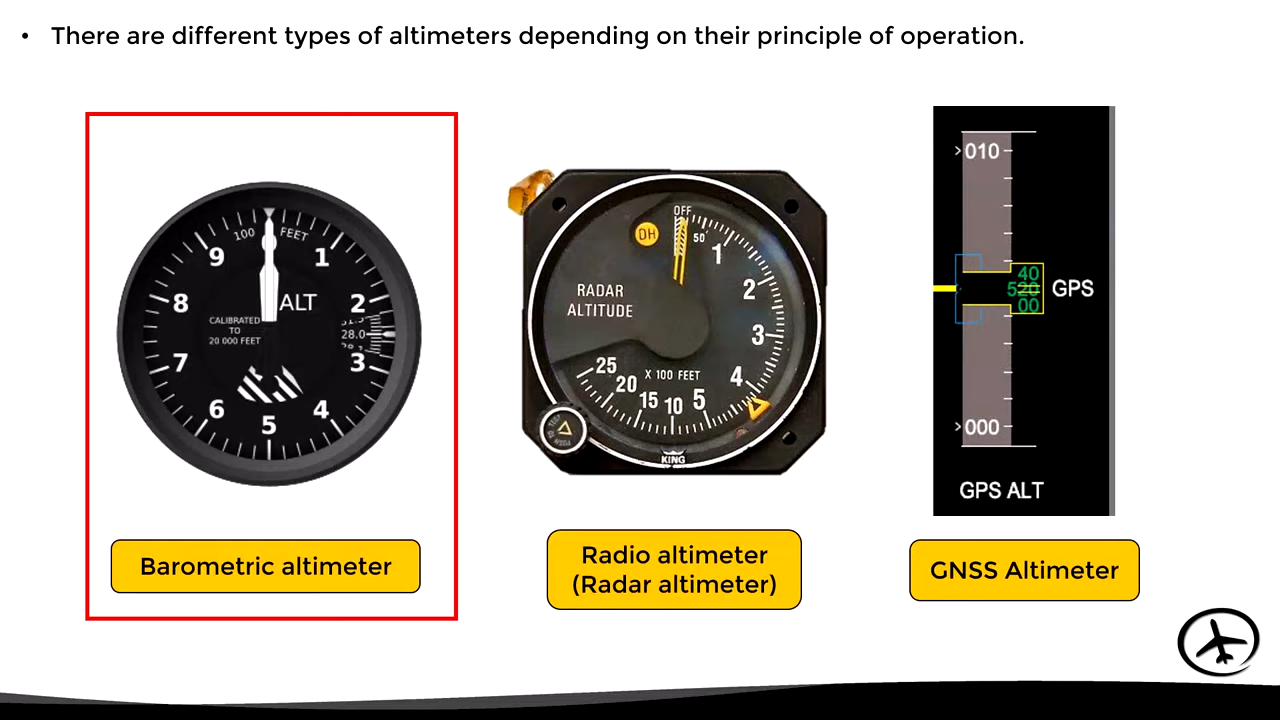 • There are different types of altimeters depending on their principle of operation.
100 FEET
9 1
8 ALT 2
CALIBRATED
TO
20 000 FEET
28.0
7 3
6 4
5
OFF
DH
50
1
RADAR
ALTITUDE
2
3
25
X 100 FEET
4
20
15
10
5
KING
>010
40
520
00
GPS
>000
GPS ALT
Barometric altimeter
Radio altimeter
(Radar altimeter)
GNSS Altimeter